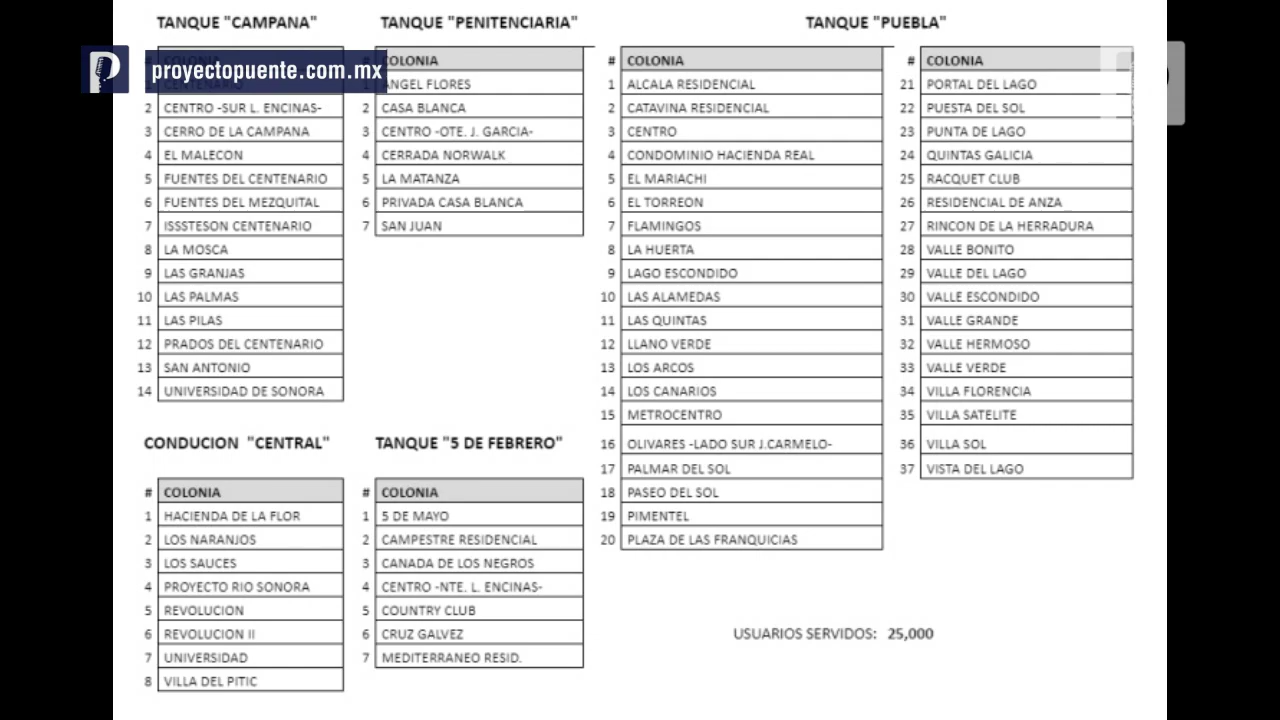 TANQUE "CAMPANA"
# COLONIA
1 CENTENARIO
2 CENTRO -SUR L. ENCINAS-
3 CERRO DE LA CAMPANA
4 EL MALECON
5 FUENTES DEL CENTENARIO
6 FUENTES DEL MEZQUITAL
7 ISSSTESON CENTENARIO
8 LA MOSCA
9 LAS GRANJAS
10 LAS PALMAS
11 LAS PILAS
12 PRADOS DEL CENTENARIO
13 SAN ANTONIO
14 UNIVERSIDAD DE SONORA
TANQUE "PENITENCIARIA"
# COLONIA
1 ANGEL FLORES
2 CASA BLANCA
3 CENTRO -OTE. J. GARCIA-
4 CERRADA NORWALK
5 LA MATANZA
6 PRIVADA CASA BLANCA
7 SAN JUAN
TANQUE "PUEBLA"
# COLONIA
1 ALCALA RESIDENCIAL
2 CATAVINA RESIDENCIAL
3 CENTRO
4 CONDOMINIO HACIENDA REAL
5 EL MARIACHI
6 EL TORREON
7 FLAMINGOS
8 LA HUERTA
9 LAGO ESCONDIDO
10 LAS ALAMEDAS
11 LAS QUINTAS
12 LLANO VERDE
13 LOS ARCOS
14 LOS CANARIOS
15 METROCENTRO
16 OLIVARES -LADO SUR J.CARMELO-
17 PALMAR DEL SOL
18 PASEO DEL SOL
19 PIMENTEL
20 PLAZA DE LAS FRANQUICIAS
# COLONIA
21 PORTAL DEL LAGO
22 PUESTA DEL SOL
23 PUNTA DE LAGO
24 QUINTAS GALICIA
25 RACQUET CLUB
26 RESIDENCIAL DE ANZA
27 RINCON DE LA HERRADURA
28 VALLE BONITO
29 VALLE DEL LAGO
30 VALLE ESCONDIDO
31 VALLE GRANDE
32 VALLE HERMOSO
33 VALLE VERDE
34 VILLA FLORENCIA
35 VILLA SATELITE
36 VILLA SOL
37 VISTA DEL LAGO
CONDUCION "CENTRAL"
# COLONIA
1 HACIENDA DE LA FLOR
2 LOS NARANJOS
3 LOS SAUCES
4 PROYECTO RIO SONORA
5 REVOLUCION
6 REVOLUCION II
7 UNIVERSIDAD
8 VILLA DEL PITIC
TANQUE "5 DE FEBRERO"
# COLONIA
1 5 DE MAYO
2 CAMPESTRE RESIDENCIAL
3 CANADA DE LOS NEGROS
4 CENTRO -NTE. L. ENCINAS-
5 COUNTRY CLUB
6 CRUZ GALVEZ
7 MEDITERRANEO RESID.
USUARIOS SERVIDOS: 25,000
proyectopuente.com.mx